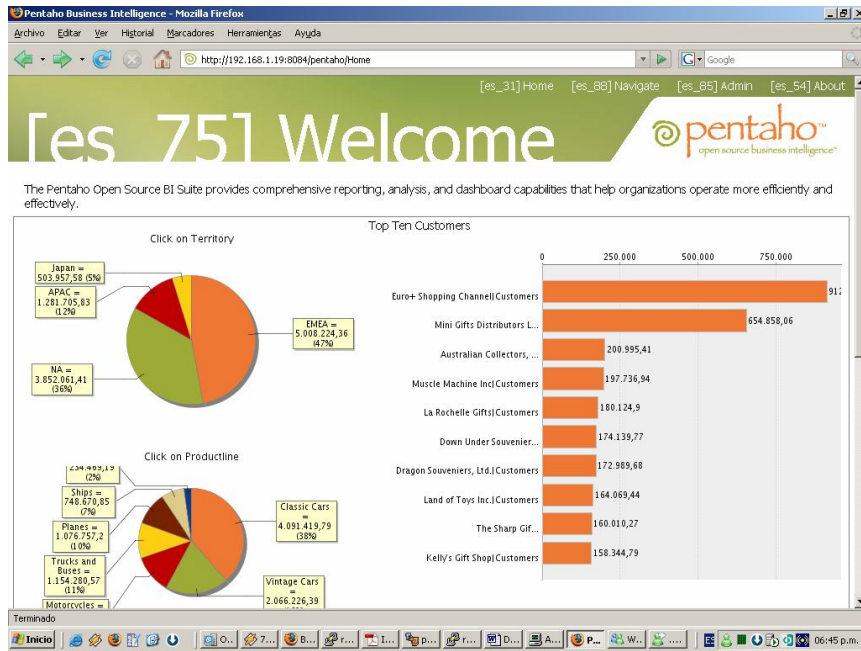 Pentaho Business Intelligence - Mozilla Firefox
Archivo Editar Ver Historial Marcadores Herramientas Ayuda
http://192.168.1.19:8084/pentaho/Home
Google
[es_31] Home [es_88] Navigate [es_85] Admin [es_54] About
[es_75] Welcome
pentaho™
open source business intelligence™
The Pentaho Open Source BI Suite provides comprehensive reporting, analysis, and dashboard capabilities that help organizations operate more efficiently and
effectively.
Top Ten Customers
Click on Territory
Japan =
503.957,58 (5%)
APAC =
1.281.705,83
(12%)
EMEA =
5.008.224,36
(47%)
NA =
3.852.061,41
(36%)
Click on Productline
234.469,19
(2%)
Ships =
748.670,85
(7%)
Planes =
1.076.757,2
(10%)
Trucks and
Buses =
1.154.280,57
(11%)
Motorcycles =
Classic Cars
=
4.091.419,79
(38%)
Vintage Cars
=
2.066.226,39
0 250.000 500.000 750.000
Euro+ Shopping Channel|Customers 912
Mini Gifts Distributors L... 654.858,06
Australian Collectors, ... 200.995,41
Muscle Machine Inc|Customers 197.736,94
La Rochelle Gifts|Customers 180.124,9
Down Under Souvenier... 174.139,77
Dragon Souveniers, Ltd.|Customers 172.989,68
Land of Toys Inc.|Customers 164.069,44
The Sharp Gif... 160.010,27
Kelly's Gift Shop|Customers 158.344,79
Terminado
Inicio O.. 7... B... r... I... p... r... D... A... P... W... .... ES 06:45 p.m.